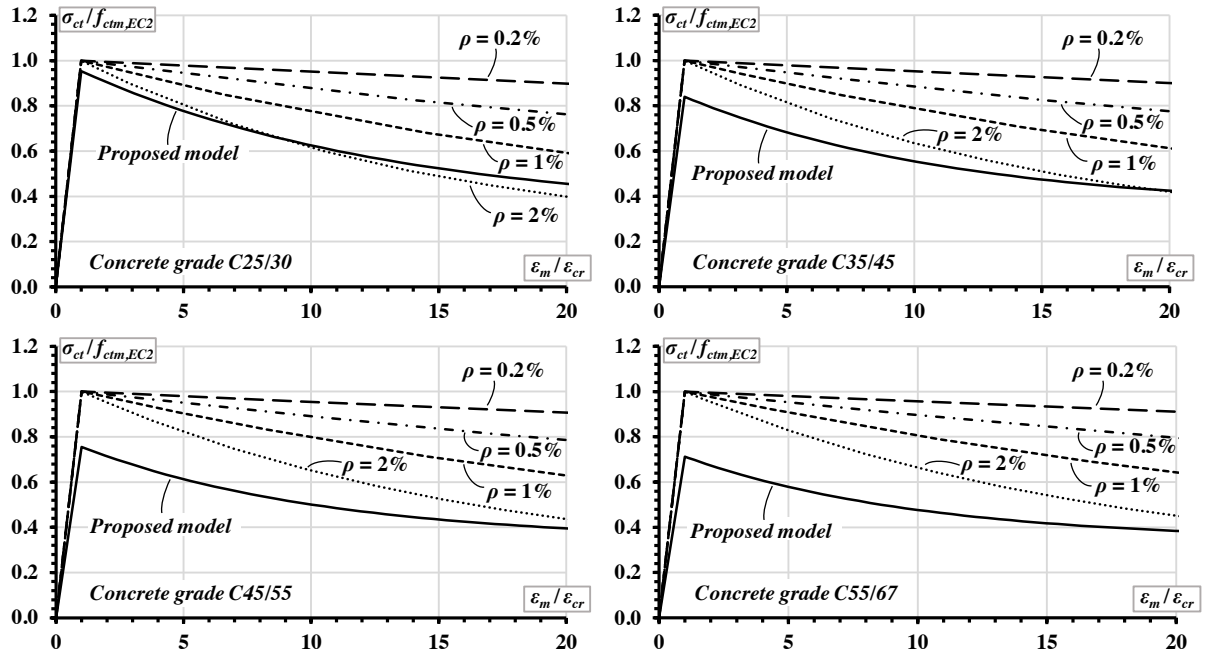 σct/fctm,EC2
1.2
1.0
0.8
0.6
0.4
0.2
0.0
ρ = 0.2%
ρ = 0.5%
ρ = 1%
ρ = 2%
Proposed model
Concrete grade C25/30
εm/εcr
0 5 10 15 20
σct/fctm,EC2
1.2
1.0
0.8
0.6
0.4
0.2
0.0
ρ = 0.2%
ρ = 0.5%
ρ = 2%
ρ = 1%
Proposed model
Concrete grade C35/45
εm/εcr
0 5 10 15 20
σct/fctm,EC2
1.2
1.0
0.8
0.6
0.4
0.2
0.0
ρ = 0.2%
ρ = 0.5%
ρ = 2%
ρ = 1%
Proposed model
Concrete grade C45/55
εm/εcr
0 5 10 15 20
σct/fctm,EC2
1.2
1.0
0.8
0.6
0.4
0.2
0.0
ρ = 0.2%
ρ = 0.5%
ρ = 2%
ρ = 1%
Proposed model
Concrete grade C55/67
εm/εcr
0 5 10 15 20